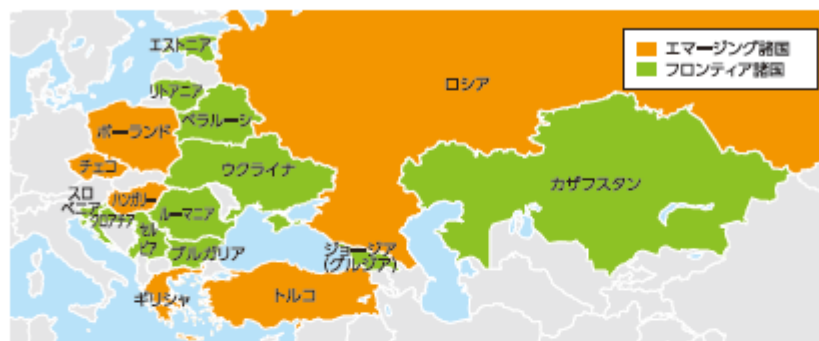 エマージング諸国
フロンティア諸国
エストニア
ロシア
リトアニア
ベラルーシ
ポーランド
チェコ
ウクライナ
カザフスタン
スロ
ベニア
ハンガリー
ルーマニア
クロアチア
セル
ビア
ブルガリア
ジョージア
(グルジア)
ギリシャ
トルコ